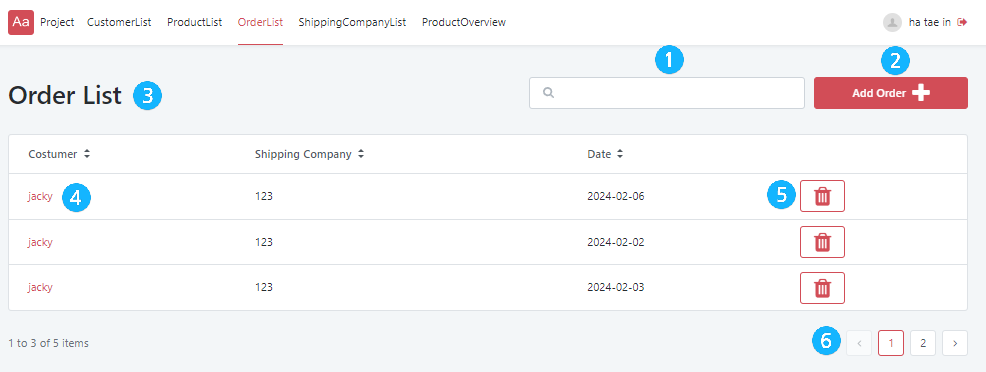 Aa Project CustomerList ProductList OrderList ShippingCompanyList ProductOverview ha tae in
1 2
Order List 3 Add Order
Costumer Shipping Company Date
jacky 4 123 2024-02-06 5
jacky 123 2024-02-02
jacky 123 2024-02-03
1 to 3 of 5 items 6 < 1 2 >